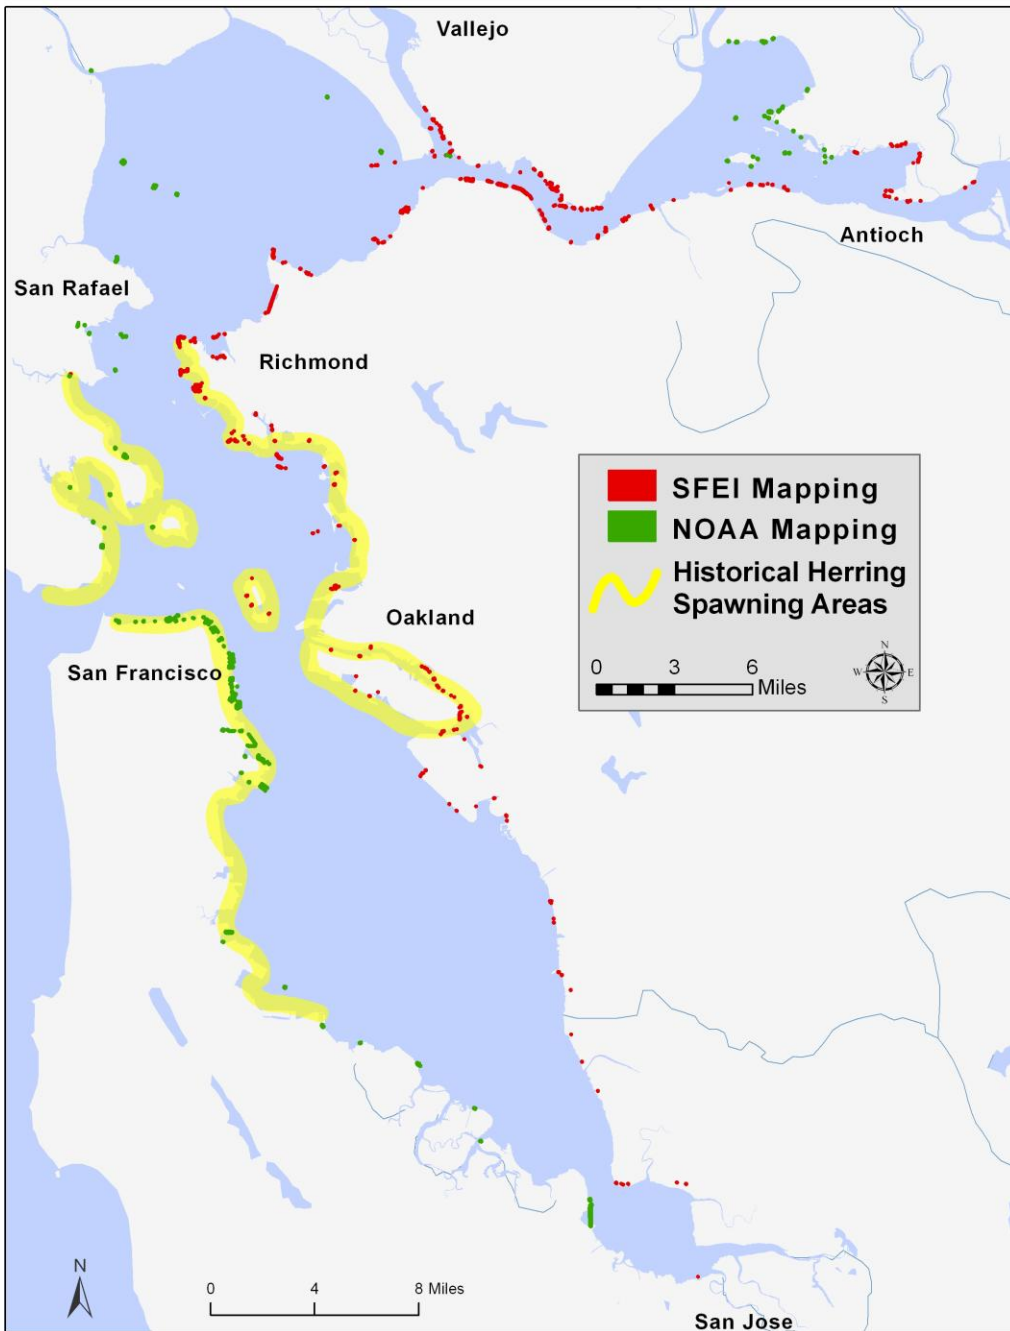 Vallejo
Antioch
San Rafael
Richmond
SFEI Mapping
NOAA Mapping
Historical Herring
Spawning Areas
N
W E
S
0 3 6
Miles
Oakland
San Francisco
N
0 4 8 Miles
San Jose